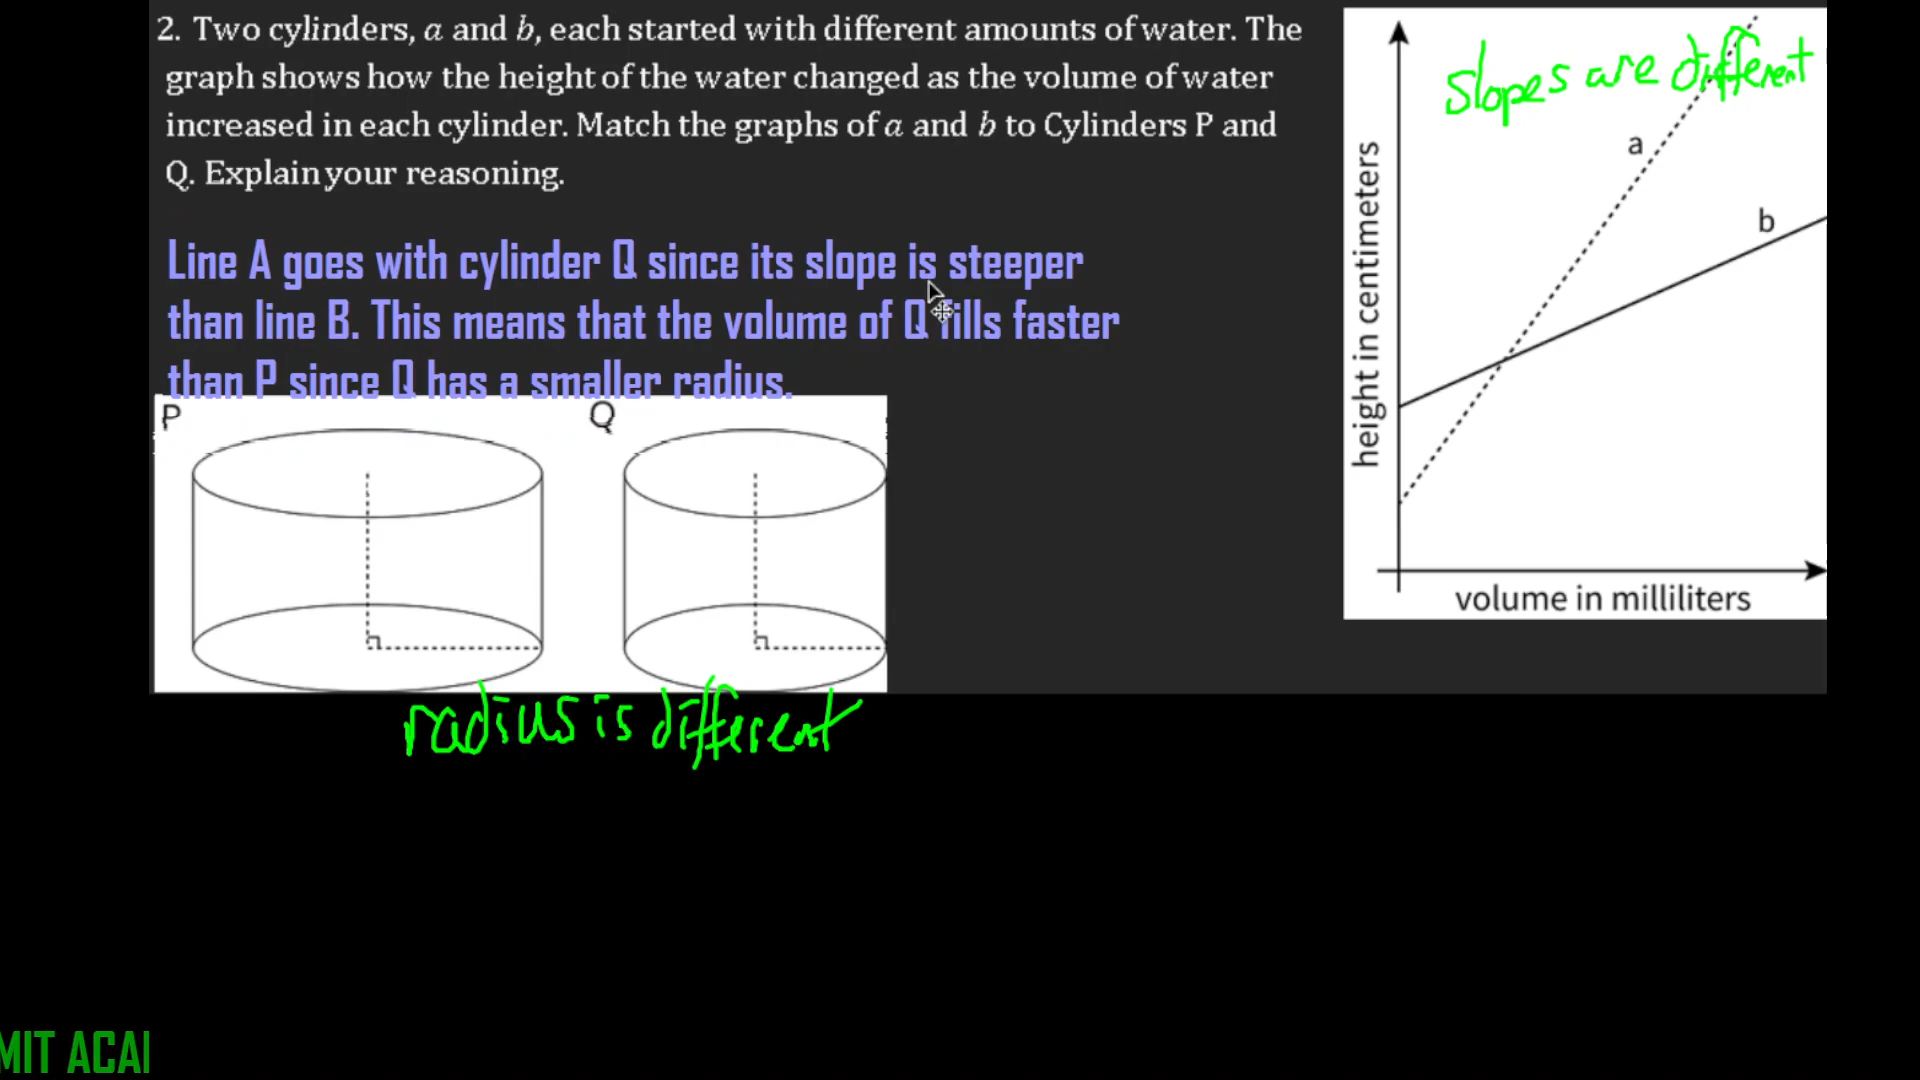 2. Two cylinders, a and b, each started with different amounts of water. The
graph shows how the height of the water changed as the volume of water
increased in each cylinder. Match the graphs of a and b to Cylinders P and
Q. Explain your reasoning.
Line A goes with cylinder Q since its slope is steeper
than line B. This means that the volume of Q fills faster
than P since Q has a smaller radius.
P
Q
radius is different
slopes are different
a
b
height in centimeters
volume in milliliters
MIT ACAI